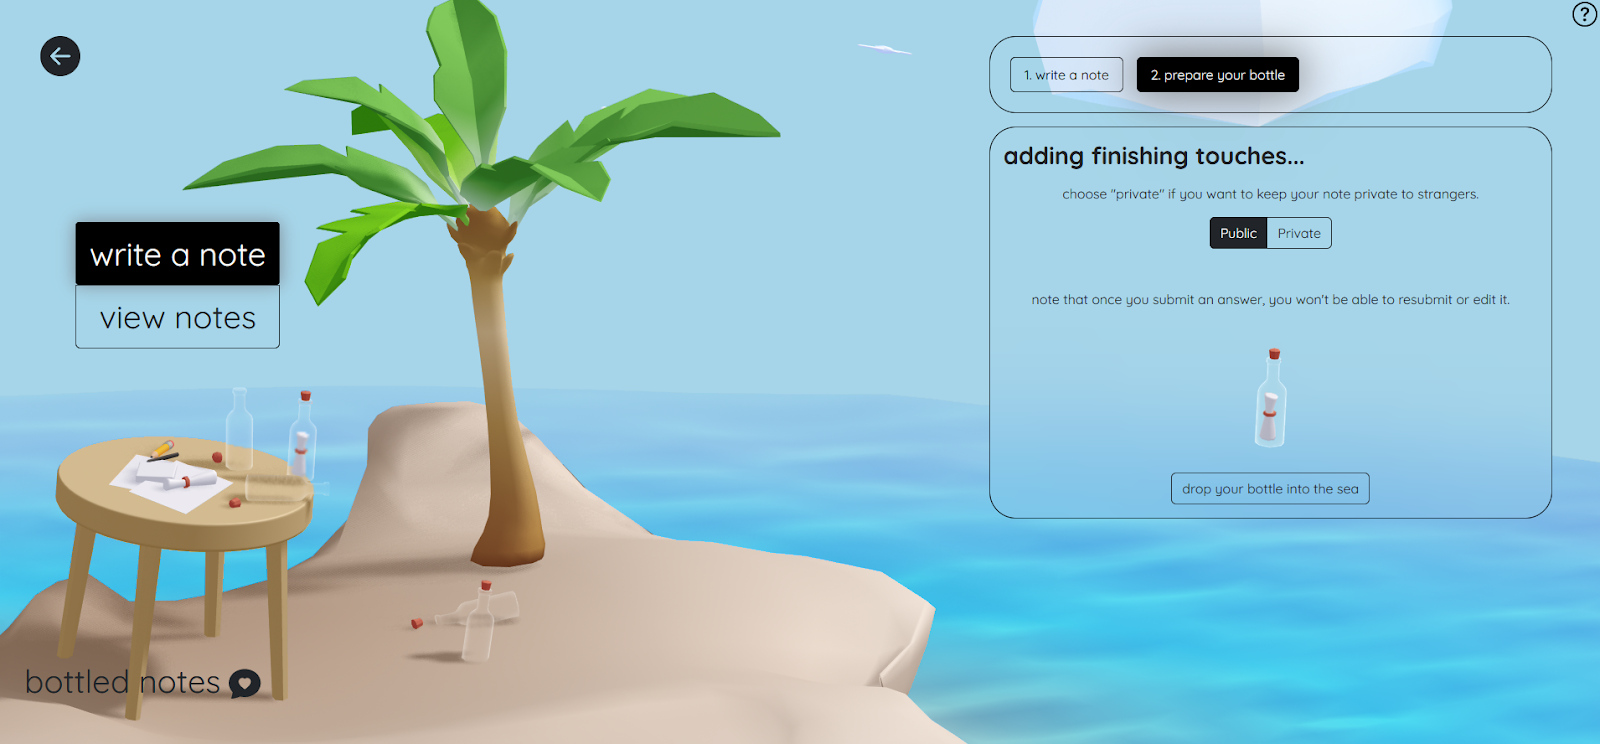 ?
1. write a note
2. prepare your bottle
adding finishing touches...
choose "private" if you want to keep your note private to strangers.
Public
Private
write a note
view notes
note that once you submit an answer, you won't be able to resubmit or edit it.
drop your bottle into the sea
bottled notes